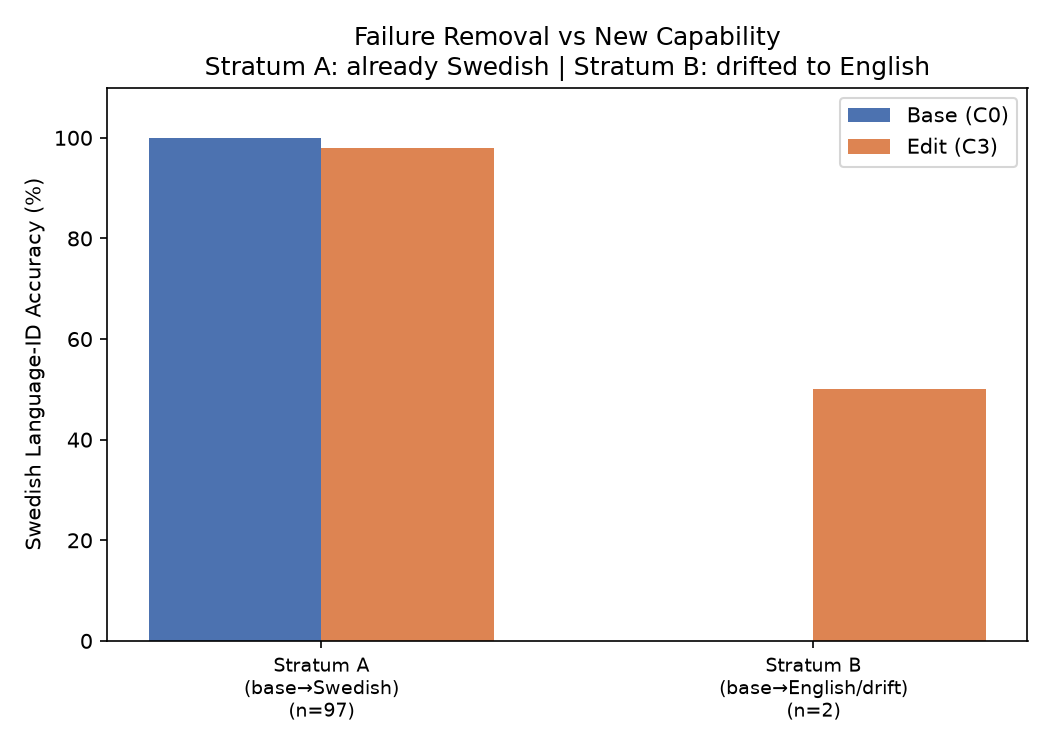 Failure Removal vs New Capability
Stratum A: already Swedish | Stratum B: drifted to English
Base (C0)
Edit (C3)
Swedish Language-ID Accuracy (%)
100
80
60
40
20
0
Stratum A
(base→Swedish)
(n=97)
Stratum B
(base→English/drift)
(n=2)